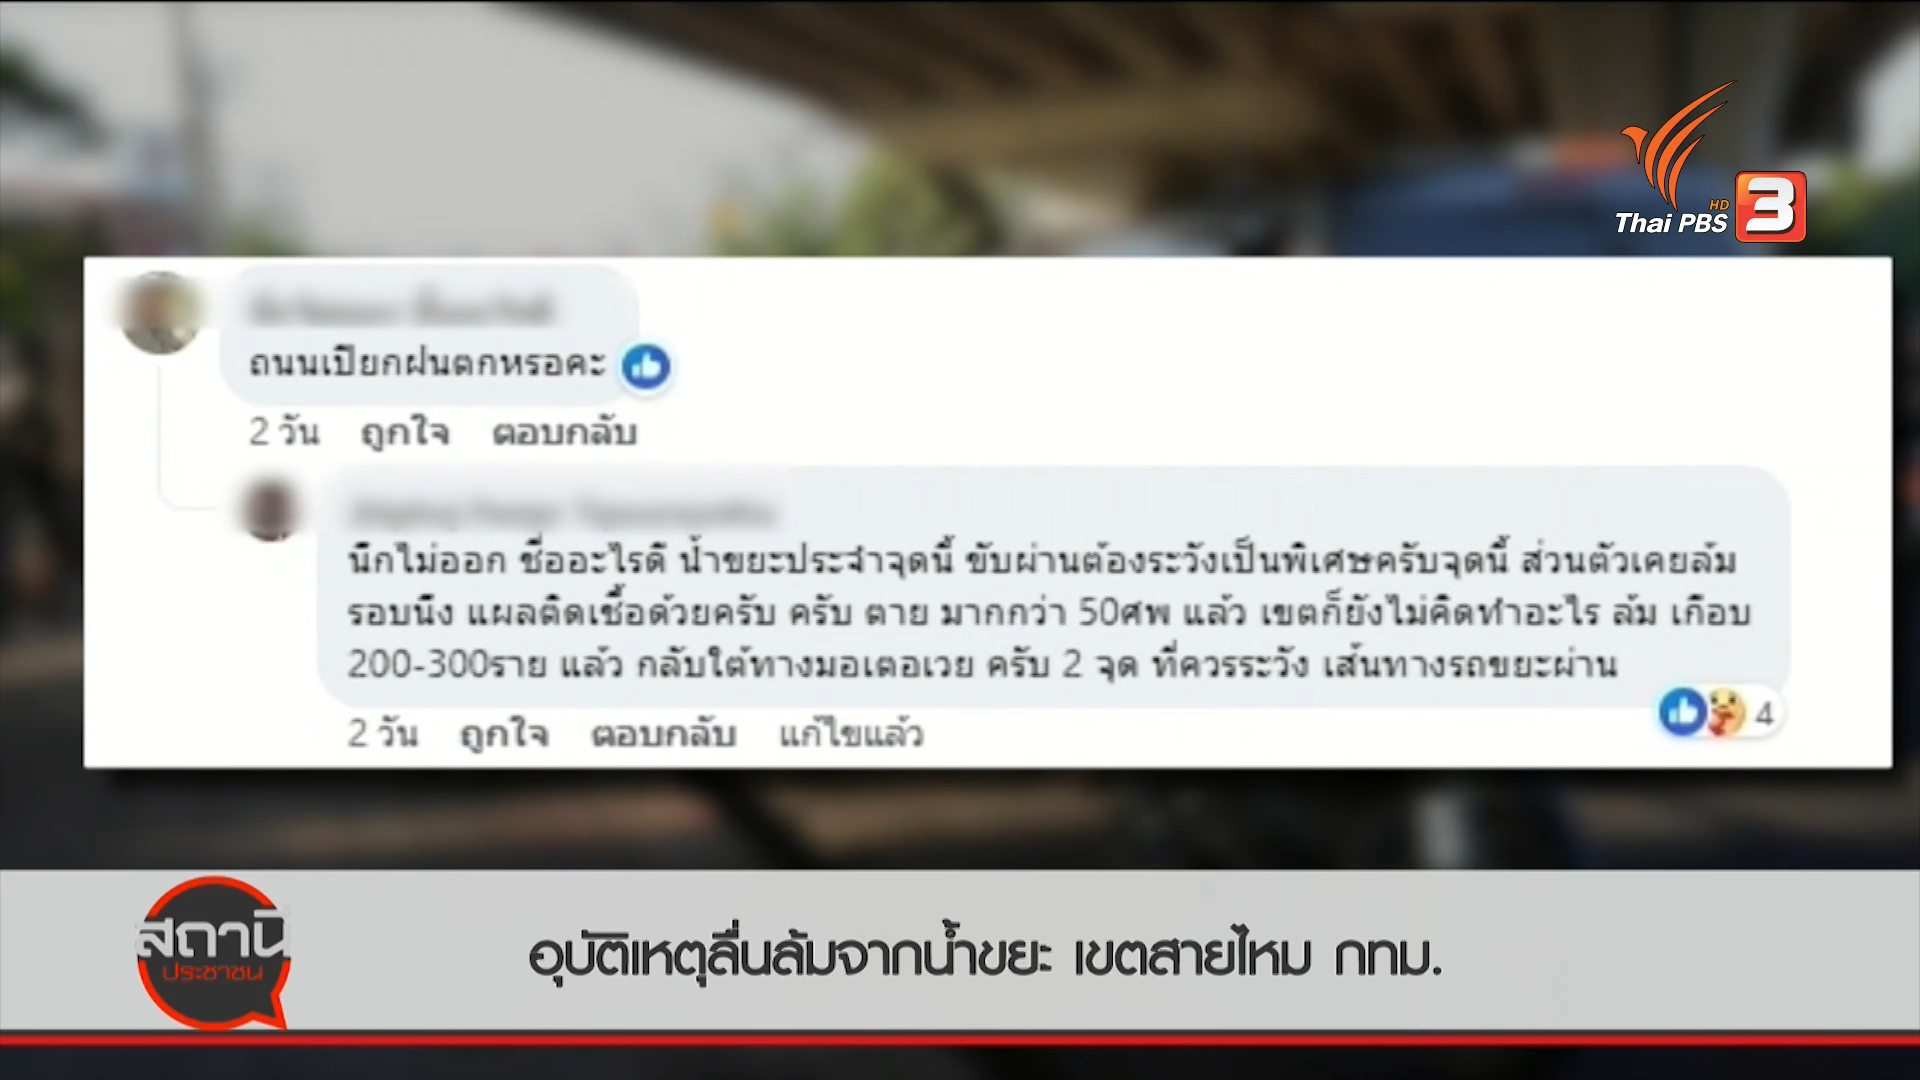 HD
Thai PBS 3
ถนนเปียกฝนตกหรอคะ
2 วัน ถูกใจ ตอบกลับ
นึกไม่ออก ชื่ออะไรดี น้ำขยะประจำจุดนี้ ขับผ่านต้องระวังเป็นพิเศษครับจุดนี้ ส่วนตัวเคยล้ม
รอบนึง แผลติดเชื้อด้วยครับ ครับ ตาย มากกว่า 50ศพ แล้ว เขตก็ยังไม่คิดทำอะไร ล้ม เกือบ
200-300ราย แล้ว กลับใต้ทางมอเตอเวย ครับ 2 จุด ที่ควรระวัง เส้นทางรถขยะผ่าน
4
2 วัน ถูกใจ ตอบกลับ แก้ไขแล้ว
สถานี
ประชาชน
อุบัติเหตุลื่นล้มจากน้ำขยะ เขตสายไหม กทม.